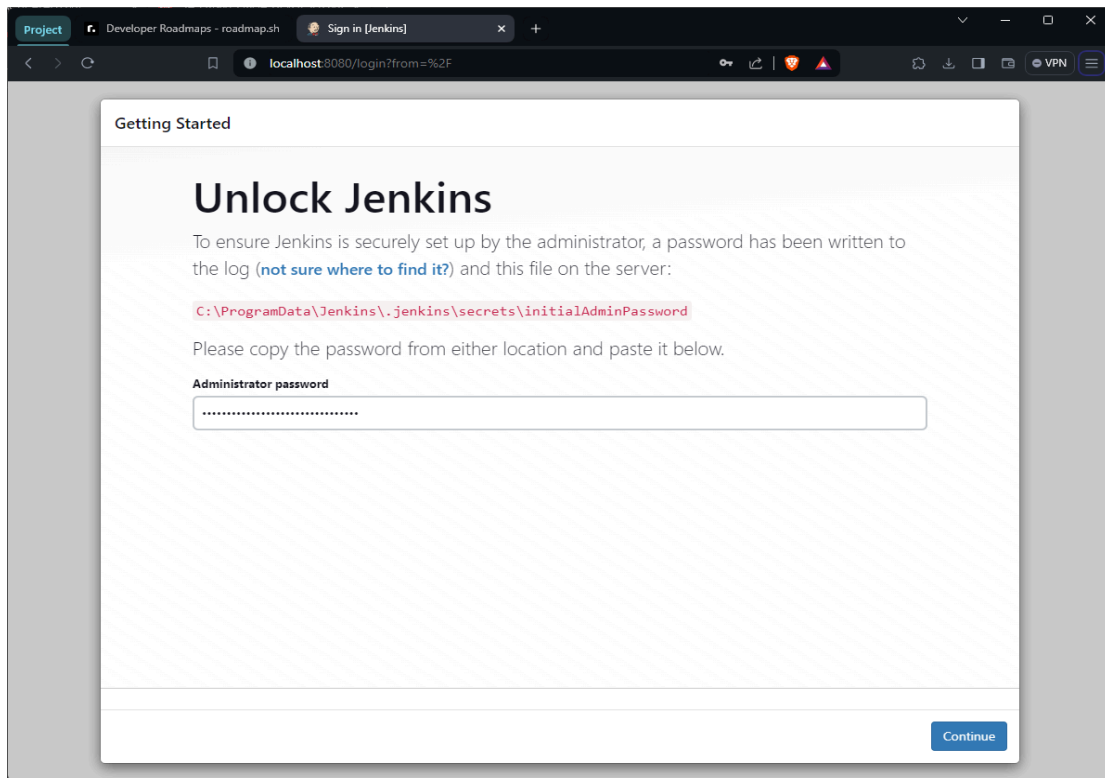 Project
Developer Roadmaps - roadmap.sh
Sign in [Jenkins]
localhost:8080/login?from=%2F
VPN
Getting Started
Unlock Jenkins
To ensure Jenkins is securely set up by the administrator, a password has been written to
the log (not sure where to find it?) and this file on the server:
C:\ProgramData\Jenkins\.jenkins\secrets\initialAdminPassword
Please copy the password from either location and paste it below.
Administrator password
••••••••••••••••••••••••••••••••
Continue